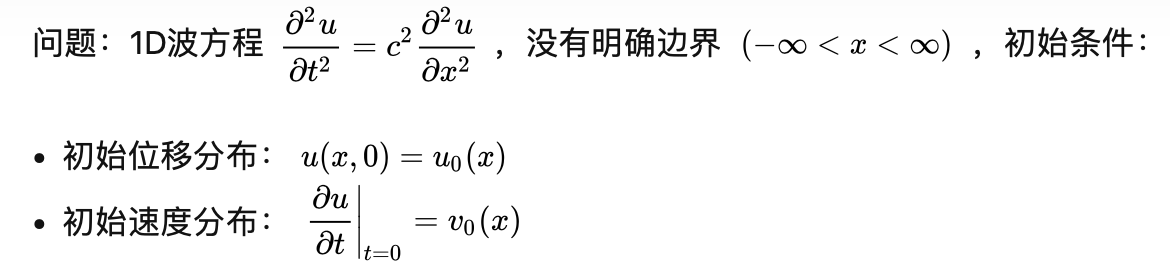 问题：1D波方程 $\frac{\partial^2 u}{\partial t^2} = c^2 \frac{\partial^2 u}{\partial x^2}$ ，没有明确边界 $(-\infty < x < \infty)$ ，初始条件：
• 初始位移分布： $u(x, 0) = u_0(x)$
• 初始速度分布： $\left. \frac{\partial u}{\partial t} \right|_{t=0} = v_0(x)$